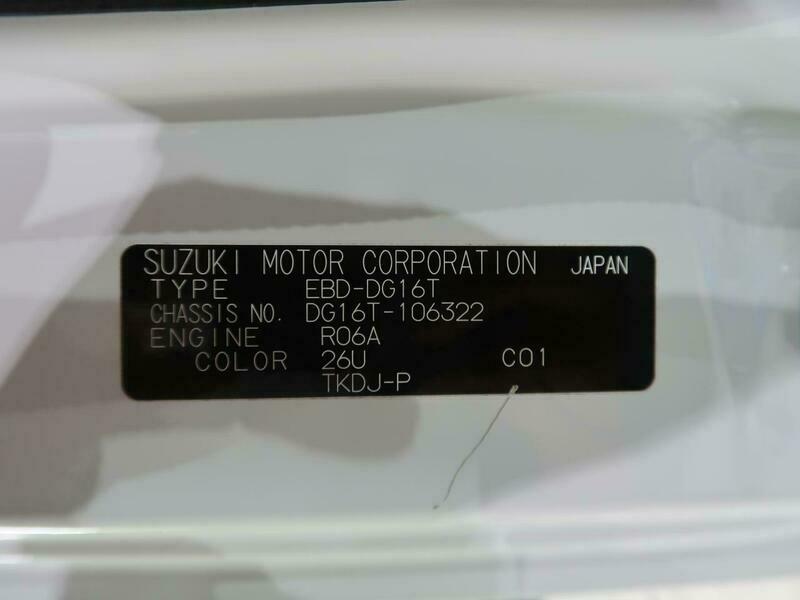 SUZUKI MOTOR CORPORATION JAPAN
TYPE EBD-DG16T
CHASSIS NO. DG16T-106322
ENGINE R06A
COLOR 26U C01
TKDJ-P